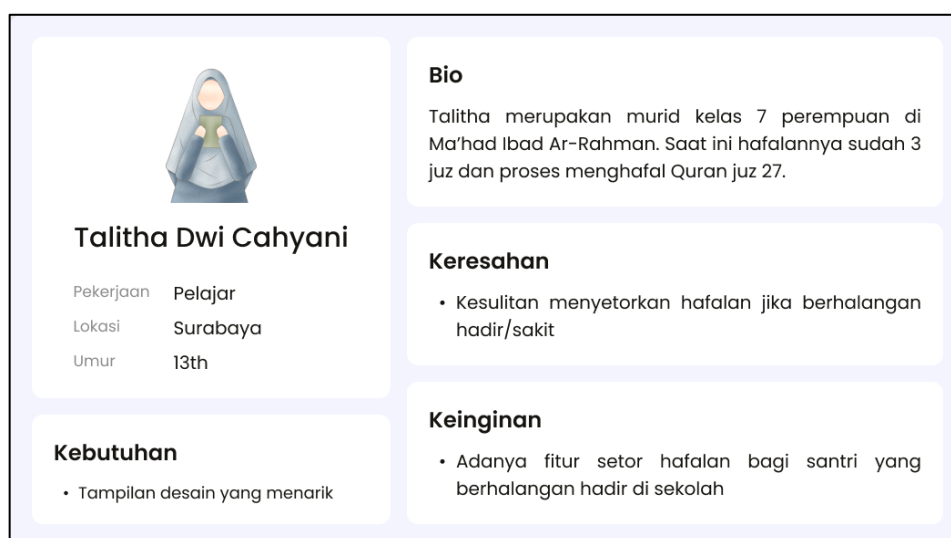 Talitha Dwi Cahyani
Pekerjaan Pelajar
Lokasi Surabaya
Umur 13th
Kebutuhan
• Tampilan desain yang menarik
Bio
Talitha merupakan murid kelas 7 perempuan di
Ma'had Ibad Ar-Rahman. Saat ini hafalannya sudah 3
juz dan proses menghafal Quran juz 27.
Keresahan
• Kesulitan menyetorkan hafalan jika berhalangan
hadir/sakit
Keinginan
• Adanya fitur setor hafalan bagi santri yang
berhalangan hadir di sekolah